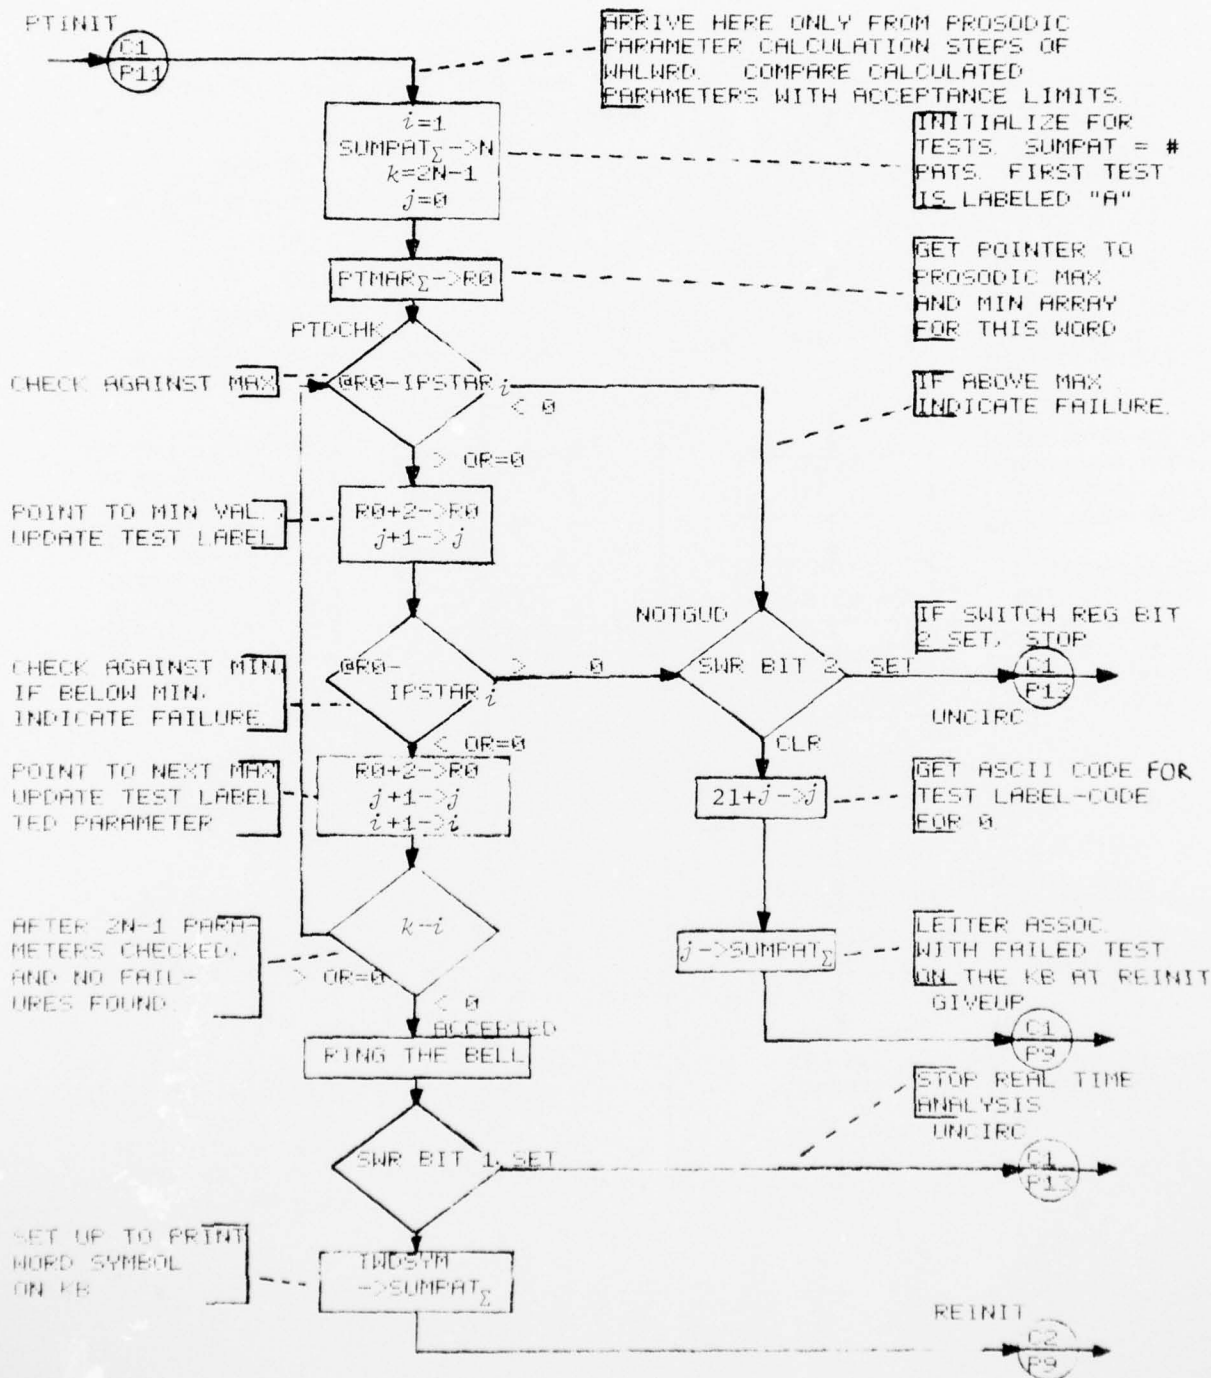 PTINIT
C1
P11
ARRIVE HERE ONLY FROM PROSODIC
PARAMETER CALCULATION STEPS OF
WHLWRD. COMPARE CALCULATED
PARAMETERS WITH ACCEPTANCE LIMITS.
i=1
SUMPATΣ->N
k=2N-1
j=0
INITIALIZE FOR
TESTS. SUMPAT = #
PATS. FIRST TEST
IS LABELED "A"
PTMARΣ->R0
GET POINTER TO
PROSODIC MAX
AND MIN ARRAY
FOR THIS WORD
PTDCHK
CHECK AGAINST MAX
@R0-IPSTARi
< 0
IF ABOVE MAX
INDICATE FAILURE.
> OR=0
POINT TO MIN VAL.
UPDATE TEST LABEL
R0+2->R0
j+1->j
NOTGUD
IF SWITCH REG BIT
2 SET, STOP
CHECK AGAINST MIN.
IF BELOW MIN.
INDICATE FAILURE.
@R0-
IPSTARi
> 0
SWR BIT 2
SET
C1
P13
UNCIRC
< OR=0
CLR
POINT TO NEXT MAX
UPDATE TEST LABEL
TED PARAMETER
R0+2->R0
j+1->j
i+1->i
21+j->j
GET ASCII CODE FOR
TEST LABEL-CODE
FOR 0.
AFTER 2N-1 PARA-
METERS CHECKED,
AND NO FAIL-
URES FOUND.
k-i
> OR=0
< 0
ACCEPTED
j->SUMPATΣ
LETTER ASSOC.
WITH FAILED TEST
ON THE KB AT REINIT
GIVEUP
C1
P9
RING THE BELL
STOP REAL TIME
ANALYSIS
UNCIRC
SWR BIT 1
SET
C1
P13
SET UP TO PRINT
WORD SYMBOL
ON KB
IWDSYM
->SUMPATΣ
REINIT
C2
P9